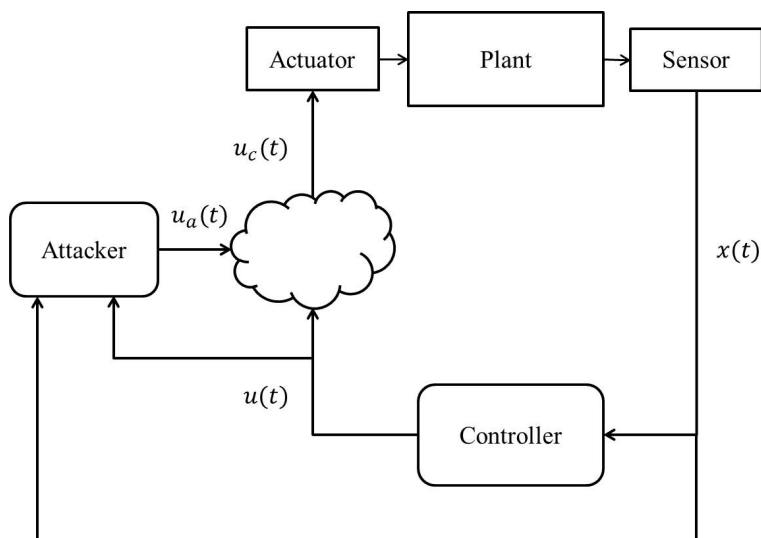 Actuator
Plant
Sensor
u_c(t)
u_a(t)
Attacker
x(t)
u(t)
Controller